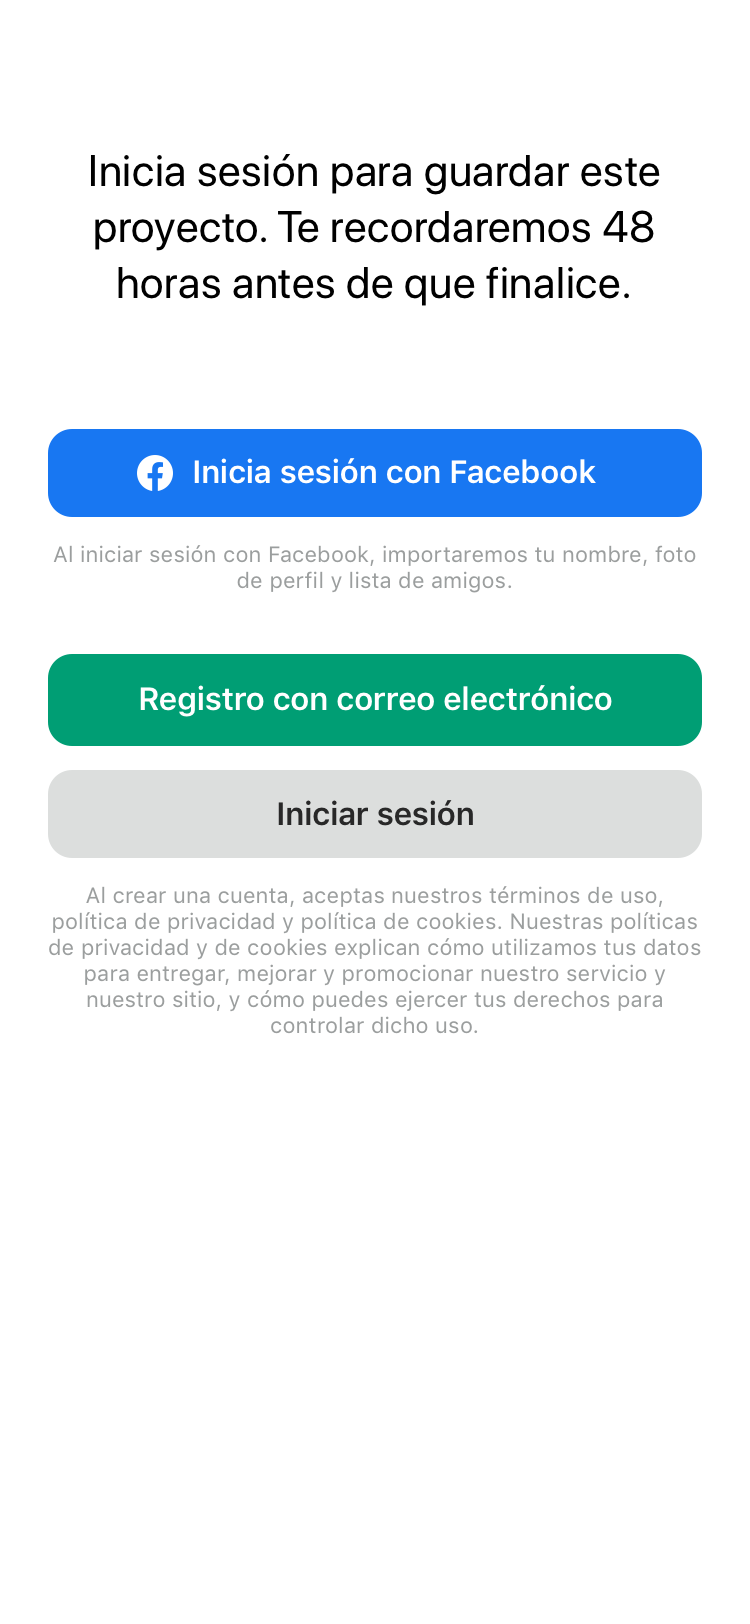 Inicia sesión para guardar este
proyecto. Te recordaremos 48
horas antes de que finalice.
Inicia sesión con Facebook
Al iniciar sesión con Facebook, importaremos tu nombre, foto
de perfil y lista de amigos.
Registro con correo electrónico
Iniciar sesión
Al crear una cuenta, aceptas nuestros términos de uso,
política de privacidad y política de cookies. Nuestras políticas
de privacidad y de cookies explican cómo utilizamos tus datos
para entregar, mejorar y promocionar nuestro servicio y
nuestro sitio, y cómo puedes ejercer tus derechos para
controlar dicho uso.